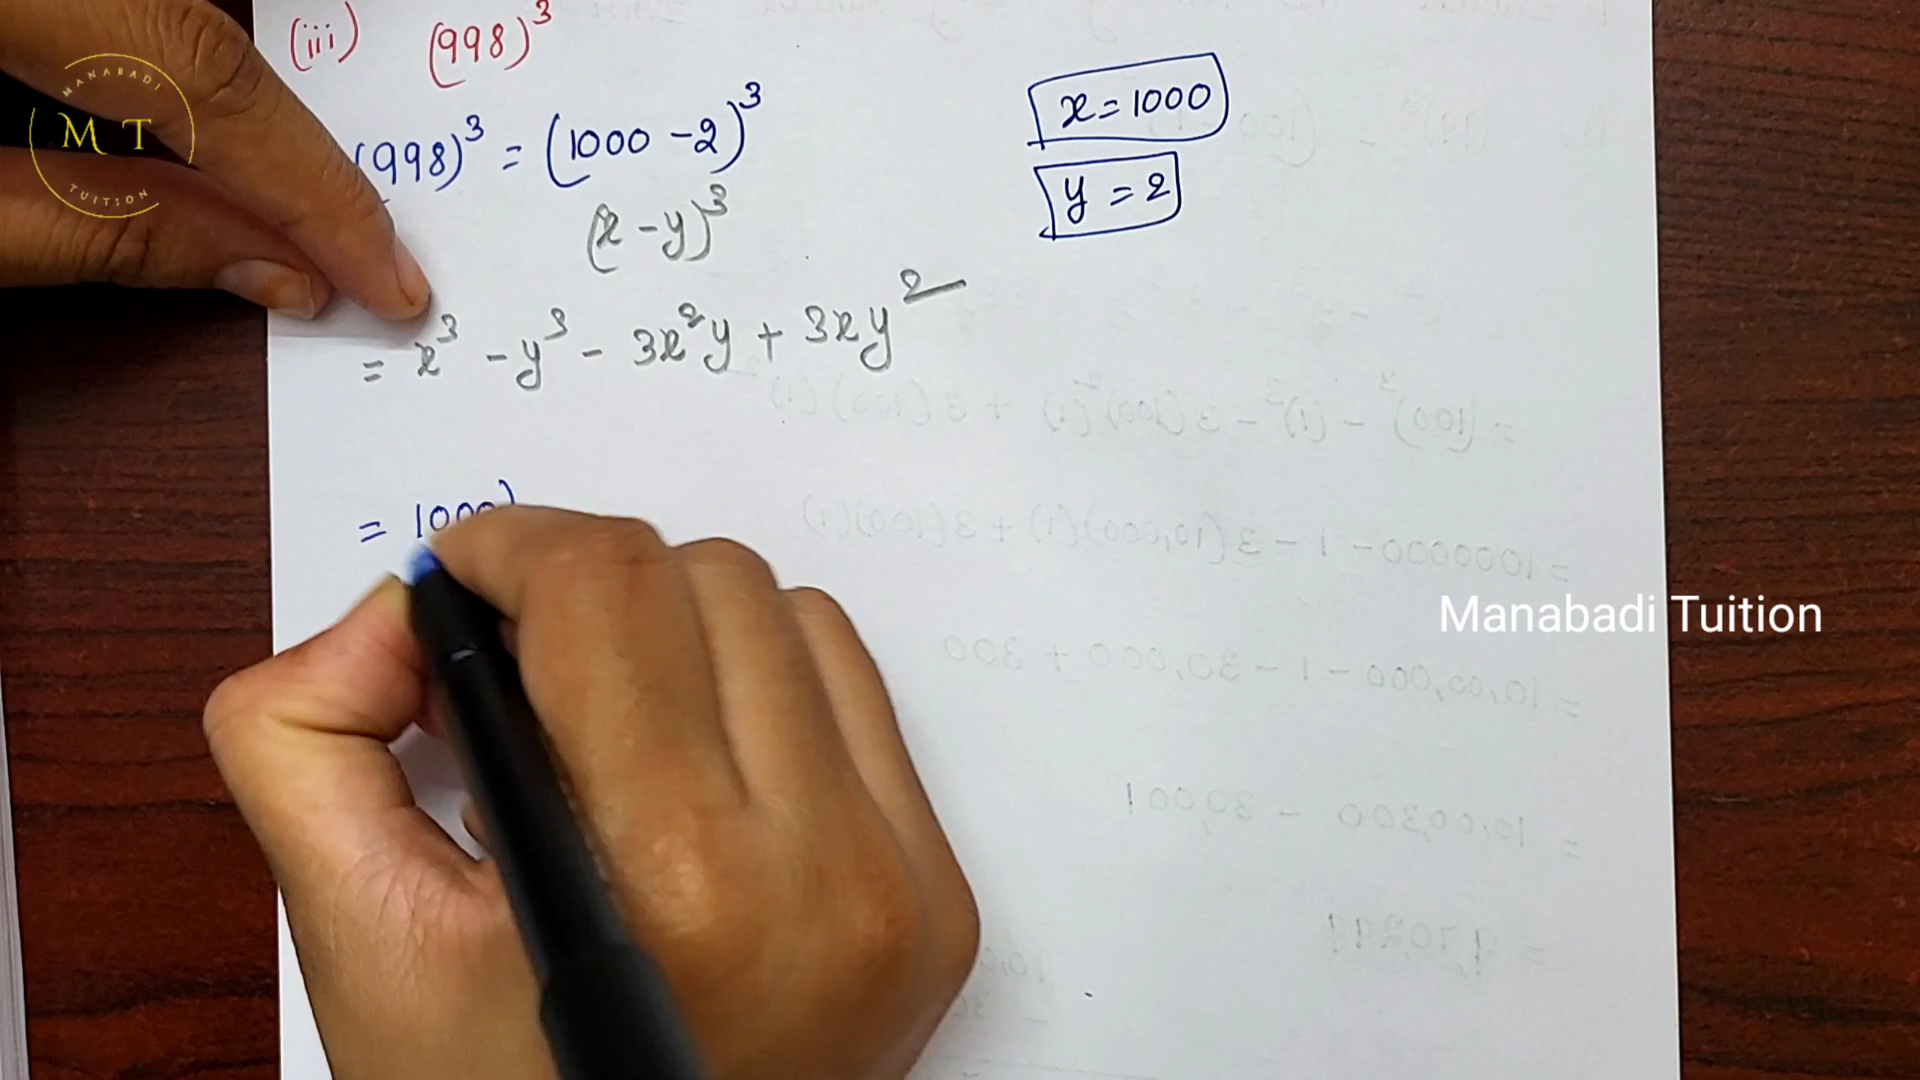 (iii) (998)³
(998)³ = (1000 - 2)³
(x - y)³
= x³ - y³ - 3x²y + 3xy²
= 1000)
x = 1000
y = 2
MANABADI
M T
TUITION
Manabadi Tuition